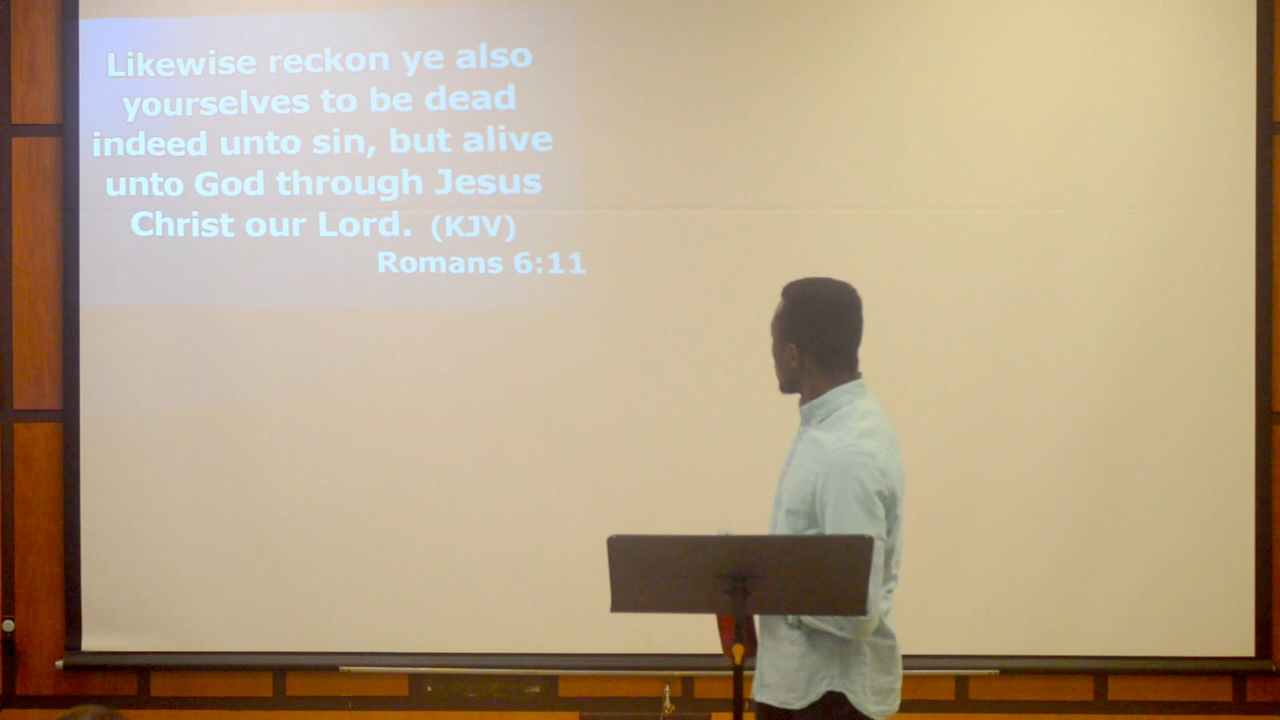 Likewise reckon ye also
yourselves to be dead
indeed unto sin, but alive
unto God through Jesus
Christ our Lord. (KJV)
Romans 6:11